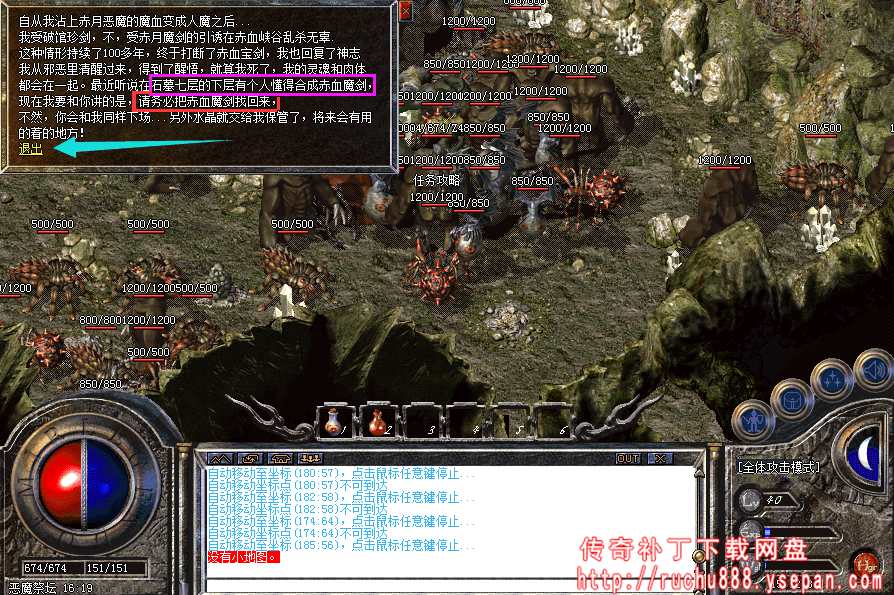 自从我沾上赤月恶魔的魔血变成人魔之后...
我受破馆珍剑，不，受赤月魔剑的引诱在赤血峡谷乱杀无辜
这种情形持续了100多年，终于打断了赤血宝剑，我也回复了神志
我从邪恶里清醒过来，得到了醒悟，就算我死了，我的灵魂和肉体
都会在一起。最近听说在石墓七层的下层有个人懂得合成赤血魔剑，
现在我要和你讲的是，请务必把赤血魔剑找回来，
不然，你会和我同样下场...另外水晶就交给我保管了，将来会有用
的着的地方！
退出
1200/1200
1200/1200
850/850
1200/1200
1200/1200
1200/1200
1200/1200
850/850
1200/1200
850/850
500/500
1200/1200
850/850
1200/1200
任务攻略
850/850
1200/1200
850/850
500/500
500/500
500/500
1200/1200
500/500
800/800
1200/1200
500/500
850/850
1 2 3 4 5 6
OUT
自动移动至坐标(180:57)，点击鼠标任意键停止...
自动移动坐标点(180:57)不可到达
自动移动至坐标(182:58)，点击鼠标任意键停止...
自动移动坐标点(182:58)不可到达
自动移动至坐标(174:64)，点击鼠标任意键停止...
自动移动坐标点(174:64)不可到达
自动移动至坐标(185:56)，点击鼠标任意键停止...
没有小地图。
[全体攻击模式]
Lv 40
674/674 151/151
恶魔祭坛 16 19
传奇补丁下载网盘
http://ruchu888.ysepan.com